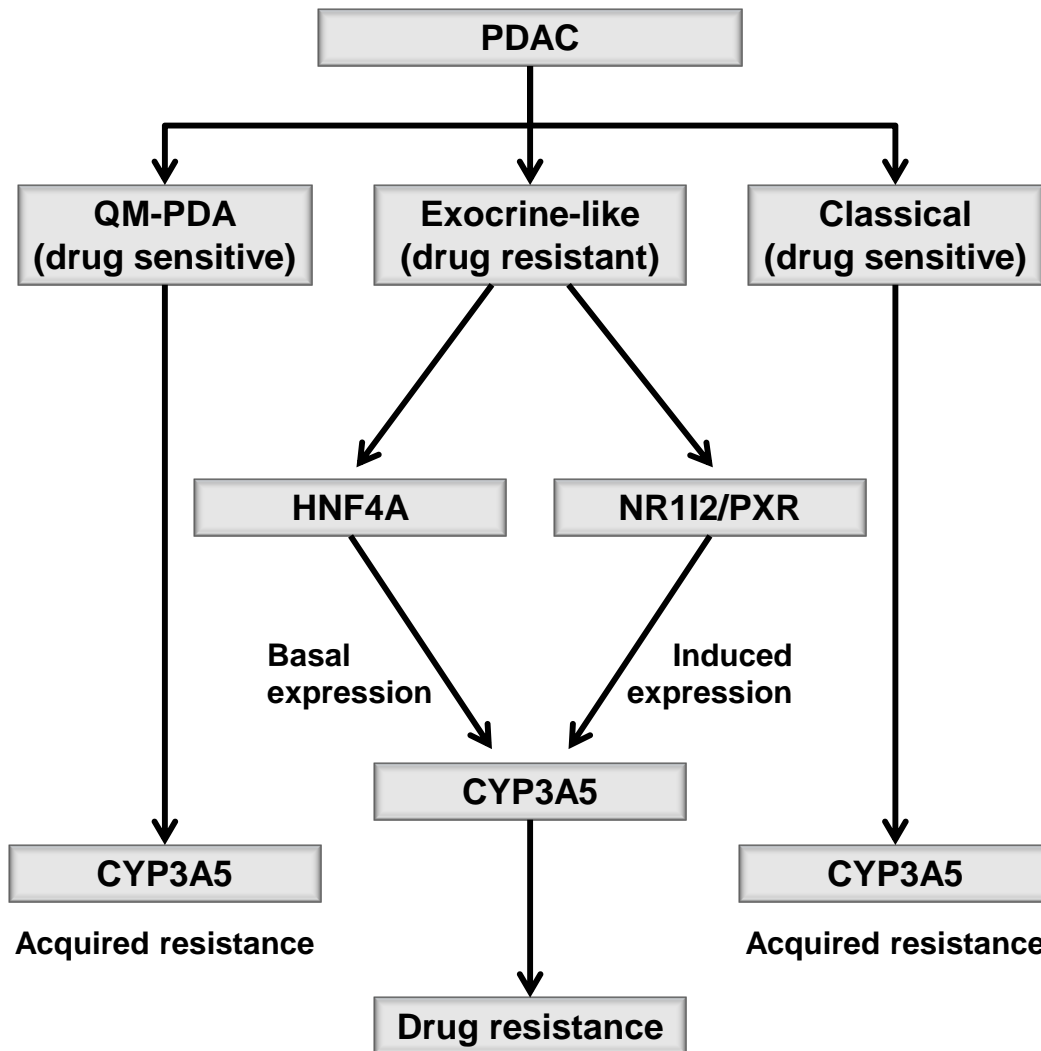 PDAC
QM-PDA
(drug sensitive)
Exocrine-like
(drug resistant)
Classical
(drug sensitive)
HNF4A
NR1I2/PXR
Basal
expression
Induced
expression
CYP3A5
CYP3A5
Acquired resistance
CYP3A5
Acquired resistance
Drug resistance